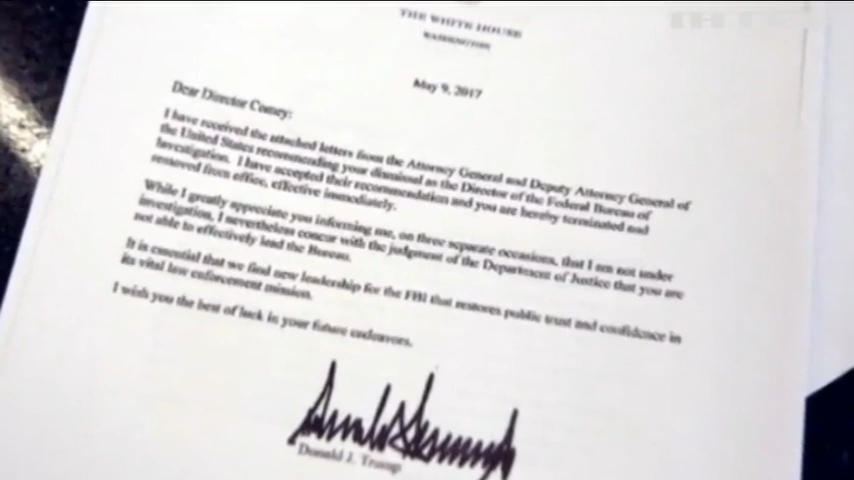 THE WHITE HOUSE
WASHINGTON
May 9, 2017
Dear Director Comey:
I have received the attached letters from the Attorney General and Deputy Attorney General of
the United States recommending your dismissal as the Director of the Federal Bureau of
Investigation. I have accepted their recommendation and you are hereby terminated and
removed from office, effective immediately.
While I greatly appreciate you informing me, on three separate occasions, that I am not under
investigation, I nevertheless concur with the judgment of the Department of Justice that you are
not able to effectively lead the Bureau.
It is essential that we find new leadership for the FBI that restores public trust and confidence in
its vital law enforcement mission.
I wish you the best of luck in your future endeavors.
Donald J. Trump